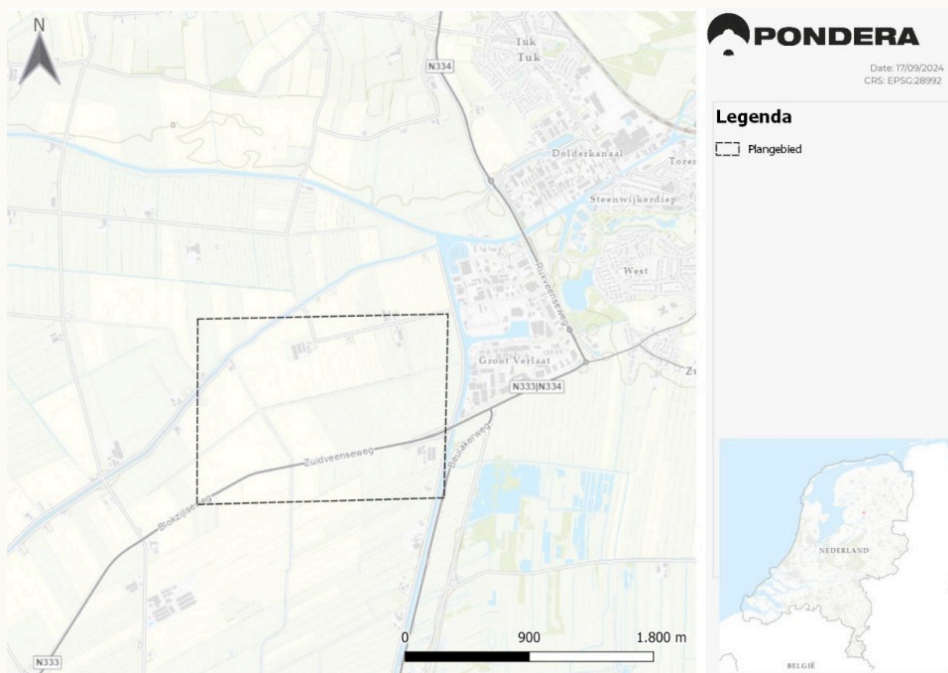 N
Tuk
Tuk
N334
Dolderkanaal
Steenwijkerdiep
West
Groot Verlaat
N333|N334
Zuidveenseweg
Beulakerweg
Blokzijlseweg
N333
0 900 1.800 m
PONDERA
Date: 17/09/2024
CRS: EPSG:28992
Legenda
Plangebied
NEDERLAND
BELGIË